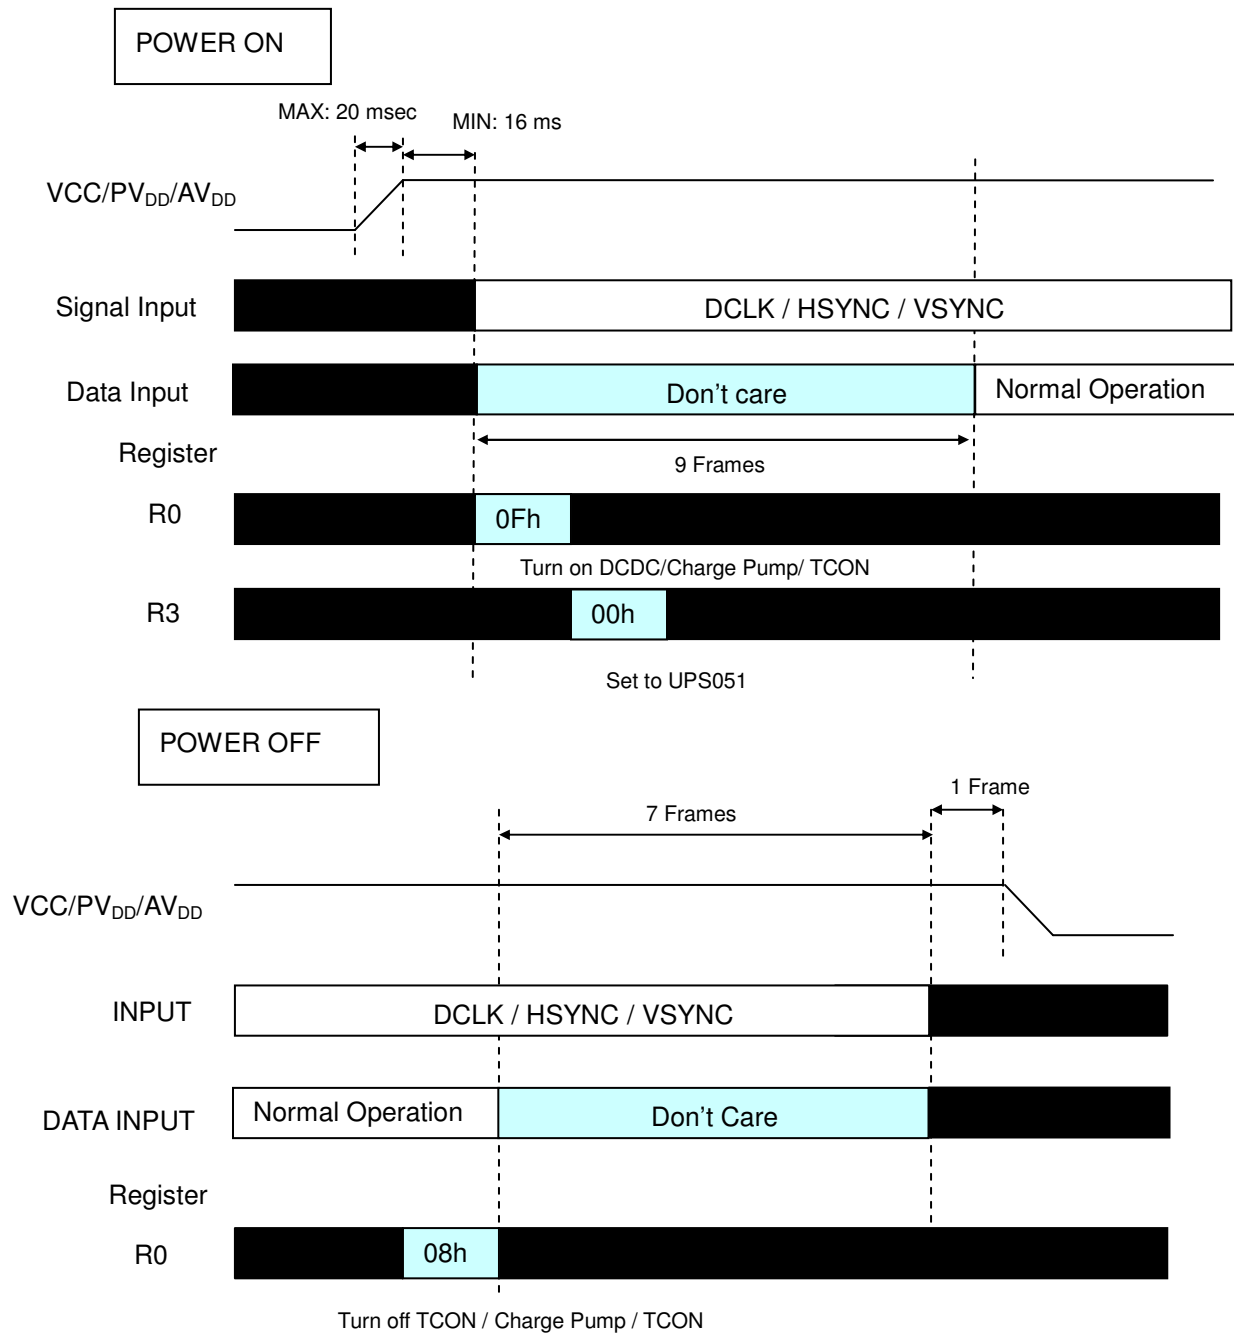 POWER ON
MAX: 20 msec
MIN: 16 ms
VCC/PVDD/AVDD
Signal Input
DCLK / HSYNC / VSYNC
Data Input
Don't care
Normal Operation
Register
9 Frames
R0
0Fh
Turn on DCDC/Charge Pump/ TCON
R3
00h
Set to UPS051
POWER OFF
1 Frame
7 Frames
VCC/PVDD/AVDD
INPUT
DCLK / HSYNC / VSYNC
DATA INPUT
Normal Operation
Don't Care
Register
R0
08h
Turn off TCON / Charge Pump / TCON